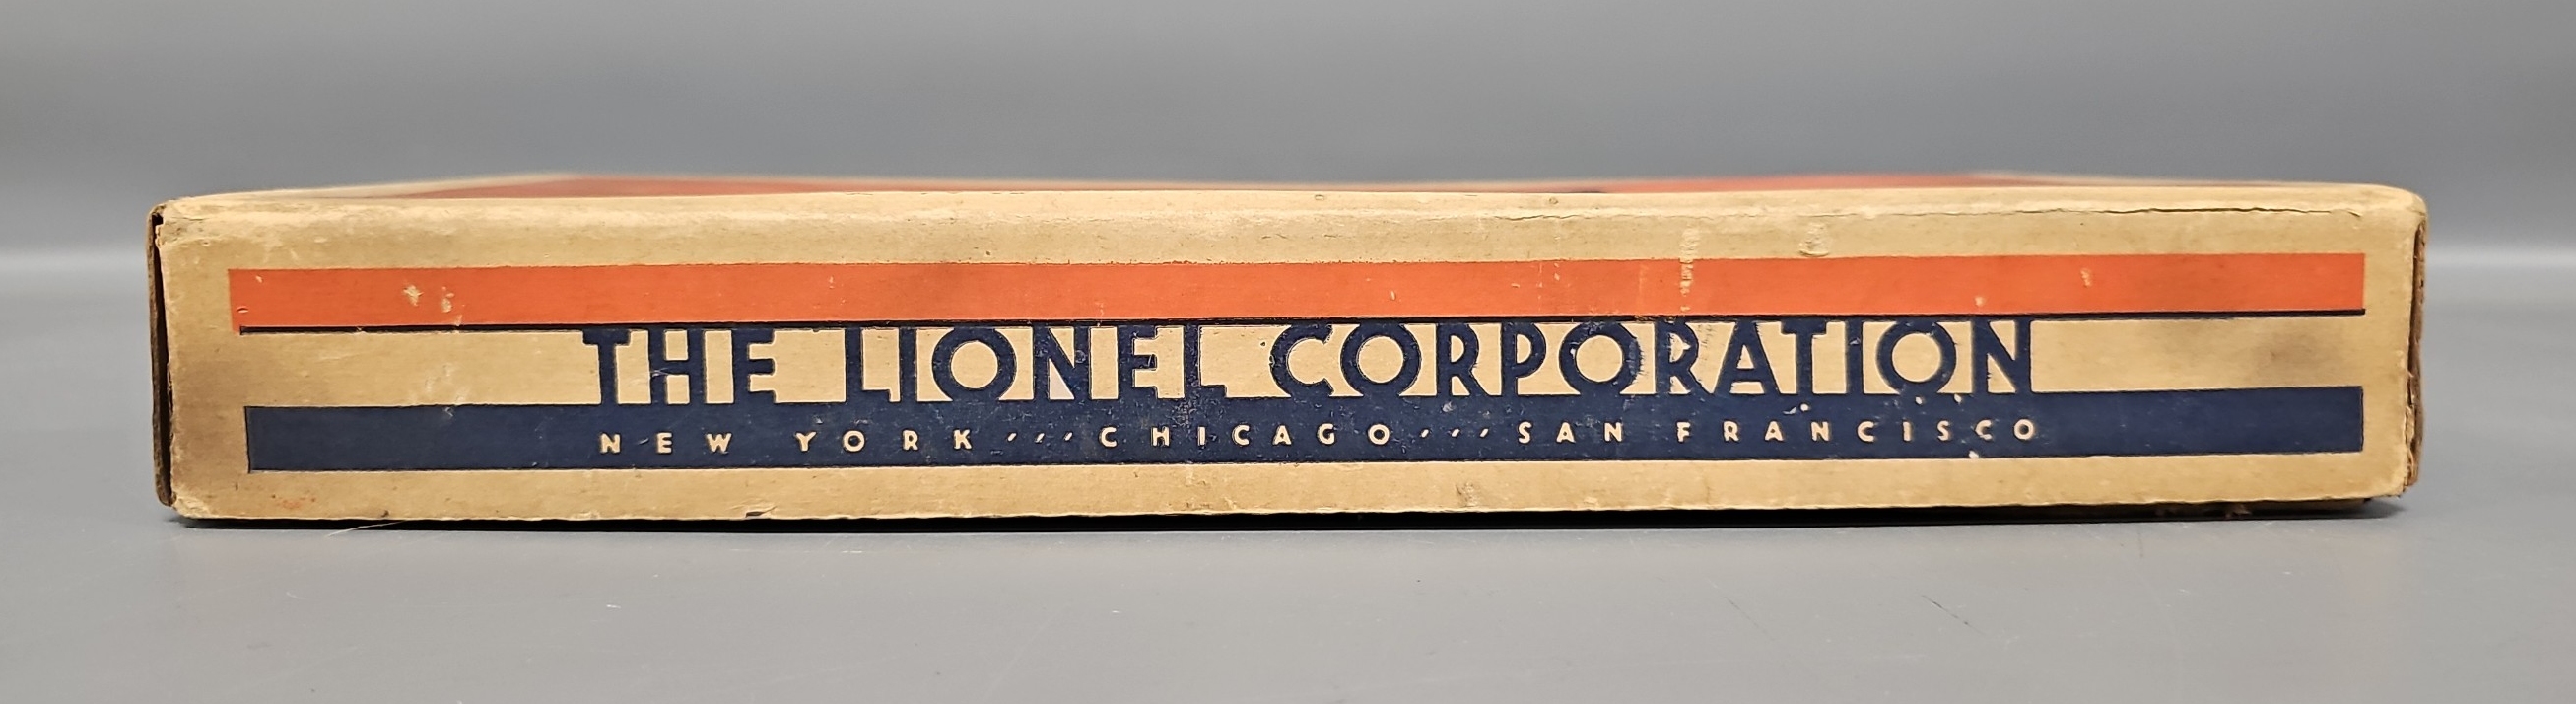 THE LIONEL CORPORATION
NEW YORK ׳׳׳ CHICAGO ׳׳׳ SAN FRANCISCO